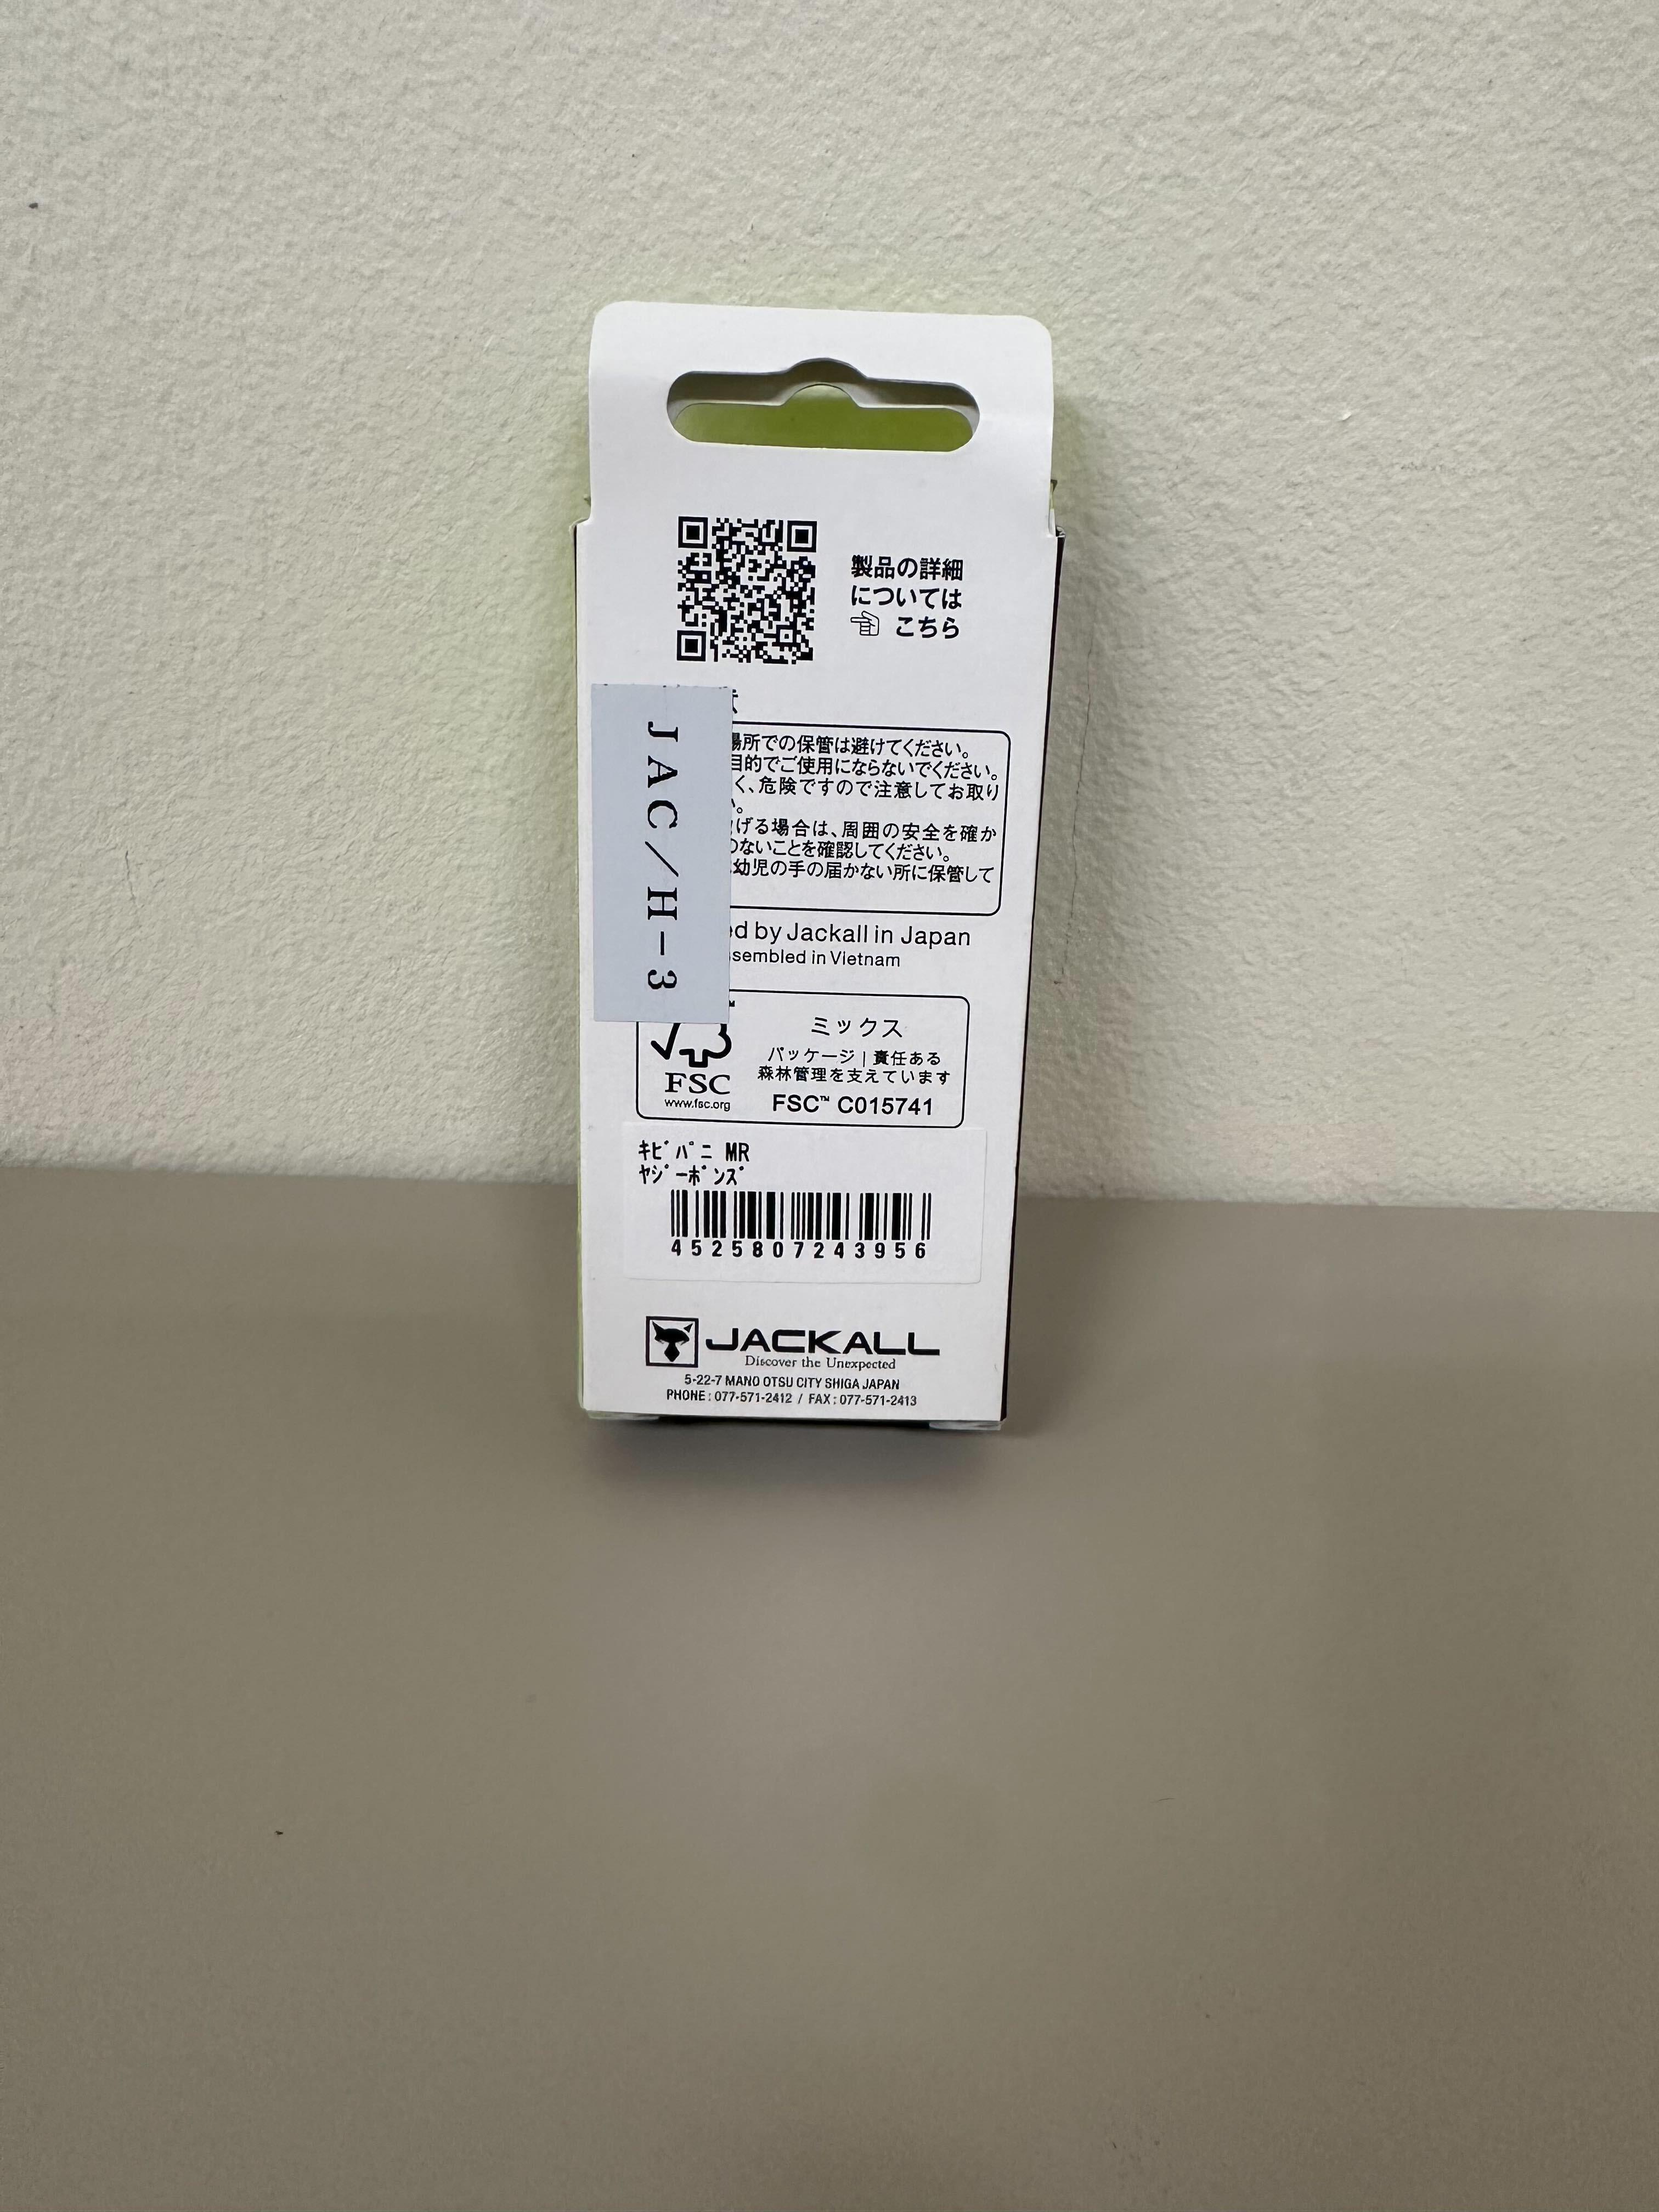 製品の詳細
については
こちら
JAC/H-3
場所での保管は避けてください。
目的でご使用にならないでください。
く、危険ですので注意してお取り
い。
げる場合は、周囲の安全を確か
のないことを確認してください。
幼児の手の届かない所に保管して
ed by Jackall in Japan
ssembled in Vietnam
ミックス
パッケージ | 責任ある
森林管理を支えています
FSC™ C015741
FSC
www.fsc.org
ｷﾋﾞﾊﾟﾆ MR
ﾔｼﾞｰﾎﾞﾝｽﾞ
4525807243956
JACKALL
Discover the Unexpected
5-22-7 MANO OTSU CITY SHIGA JAPAN
PHONE : 077-571-2412 / FAX : 077-571-2413